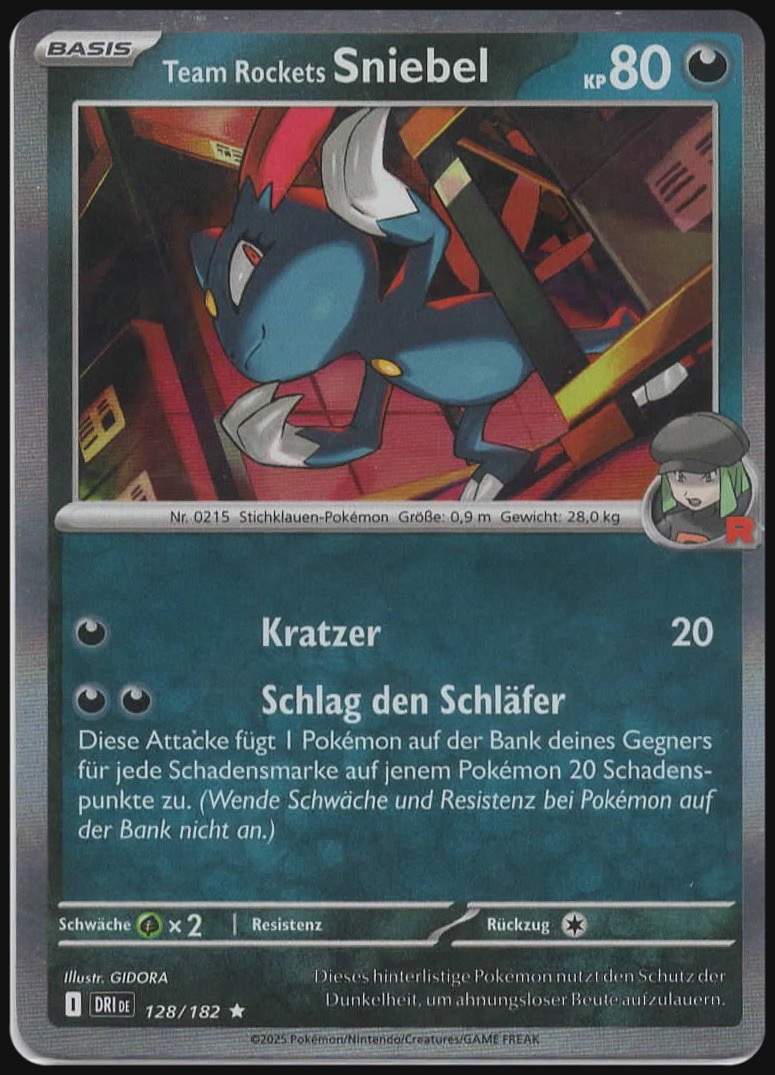 BASIS
Team Rockets Sniebel KP 80
R
Nr. 0215 Stichklauen-Pokémon Größe: 0,9 m Gewicht: 28,0 kg
Kratzer 20
Schlag den Schläfer
Diese Attacke fügt 1 Pokémon auf der Bank deines Gegners
für jede Schadensmarke auf jenem Pokémon 20 Schadens-
punkte zu. (Wende Schwäche und Resistenz bei Pokémon auf
der Bank nicht an.)
Schwäche ×2 Resistenz Rückzug
Illustr. GIDORA
Dieses hinterlistige Pokémon nutzt den Schutz der
Dunkelheit, um ahnungsloser Beute aufzulauern.
I DRI DE 128/182
©2025 Pokémon/Nintendo/Creatures/GAME FREAK